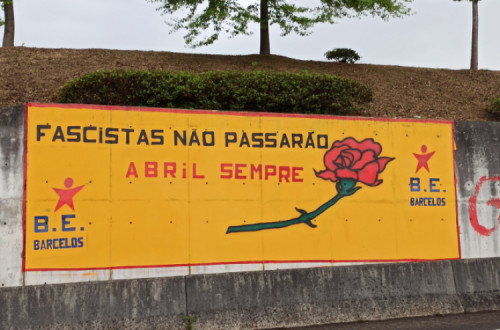 FASCISTAS NÃO PASSARÃO
ABRIL SEMPRE
B.E.
BARCELOS
B.E.
BARCELOS